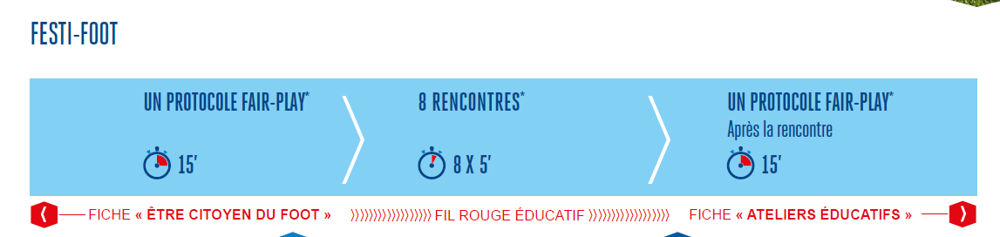 FESTI-FOOT
UN PROTOCOLE FAIR-PLAY*
15'
8 RENCONTRES*
8 X 5'
UN PROTOCOLE FAIR-PLAY*
Après la rencontre
15'
FICHE « ÊTRE CITOYEN DU FOOT » FIL ROUGE ÉDUCATIF FICHE « ATELIERS ÉDUCATIFS »